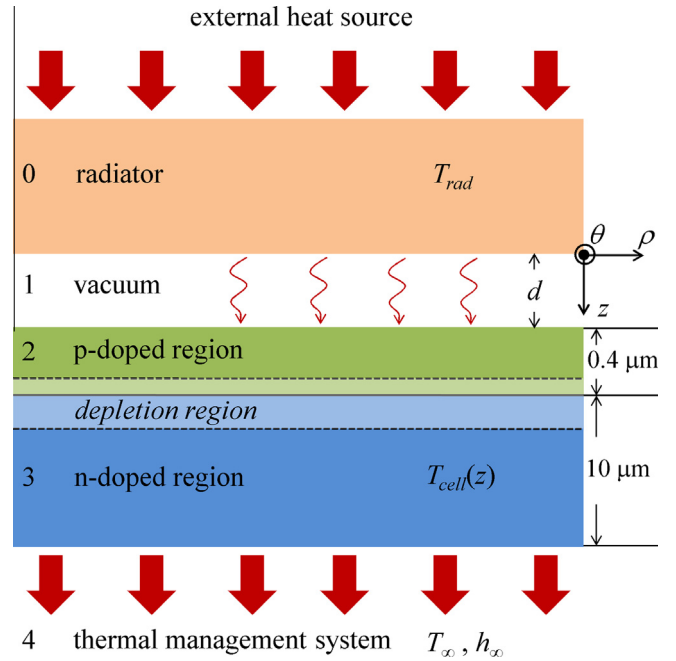 external heat source
0 radiator T_rad
θ ρ
1 vacuum d z
2 p-doped region 0.4 μm
depletion region
3 n-doped region T_cell(z) 10 μm
4 thermal management system T_∞ , h_∞